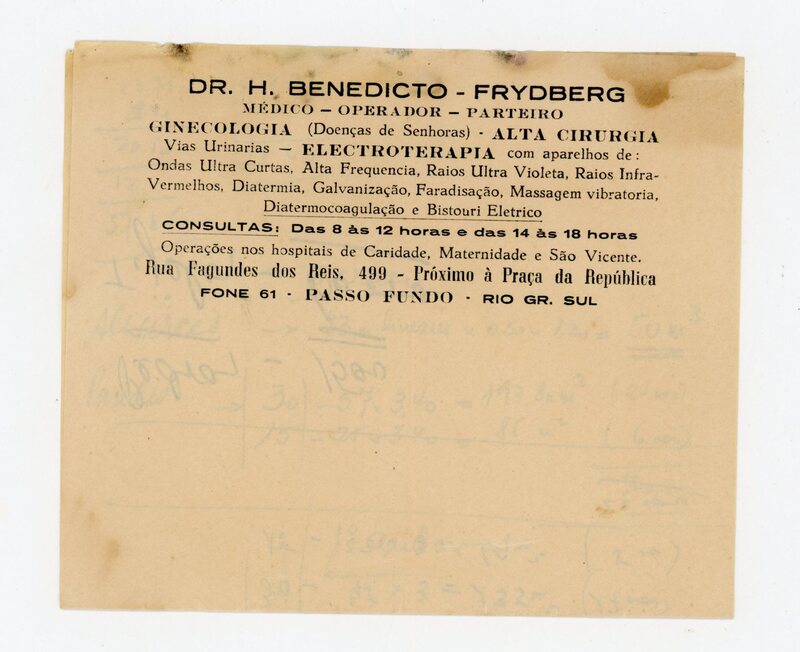 DR. H. BENEDICTO - FRYDBERG
MÉDICO — OPERADOR — PARTEIRO
GINECOLOGIA (Doenças de Senhoras) - ALTA CIRURGIA
Vias Urinarias — ELECTROTERAPIA com aparelhos de:
Ondas Ultra Curtas, Alta Frequencia, Raios Ultra Violeta, Raios Infra-
Vermelhos, Diatermia, Galvanização, Faradisação, Massagem vibratoria,
Diatermocoagulação e Bistouri Eletrico
CONSULTAS: Das 8 às 12 horas e das 14 às 18 horas
Operações nos hospitais de Caridade, Maternidade e São Vicente.
Rua Fagundes dos Reis, 499 - Próximo à Praça da República
FONE 61 - PASSO FUNDO - RIO GR. SUL